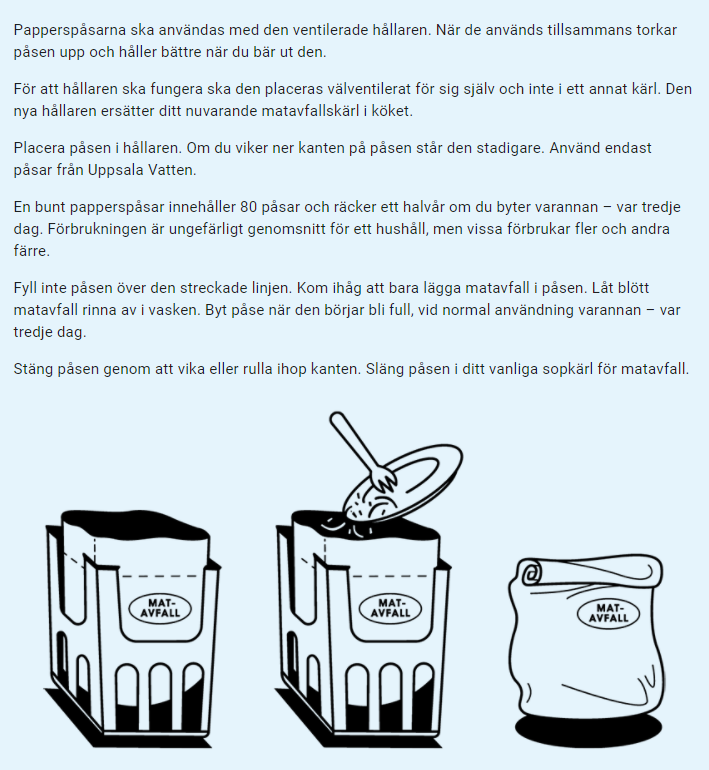 Papperspåsarna ska användas med den ventilerade hållaren. När de används tillsammans torkar
påsen upp och håller bättre när du bär ut den.
För att hållaren ska fungera ska den placeras välventilerat för sig själv och inte i ett annat kärl. Den
nya hållaren ersätter ditt nuvarande matavfallskärl i köket.
Placera påsen i hållaren. Om du viker ner kanten på påsen står den stadigare. Använd endast
påsar från Uppsala Vatten.
En bunt papperspåsar innehåller 80 påsar och räcker ett halvår om du byter varannan – var tredje
dag. Förbrukningen är ungefärligt genomsnitt för ett hushåll, men vissa förbrukar fler och andra
färre.
Fyll inte påsen över den streckade linjen. Kom ihåg att bara lägga matavfall i påsen. Låt blött
matavfall rinna av i vasken. Byt påse när den börjar bli full, vid normal användning varannan – var
tredje dag.
Stäng påsen genom att vika eller rulla ihop kanten. Släng påsen i ditt vanliga sopkärl för matavfall.
MAT-
AVFALL
MAT-
AVFALL
MAT-
AVFALL